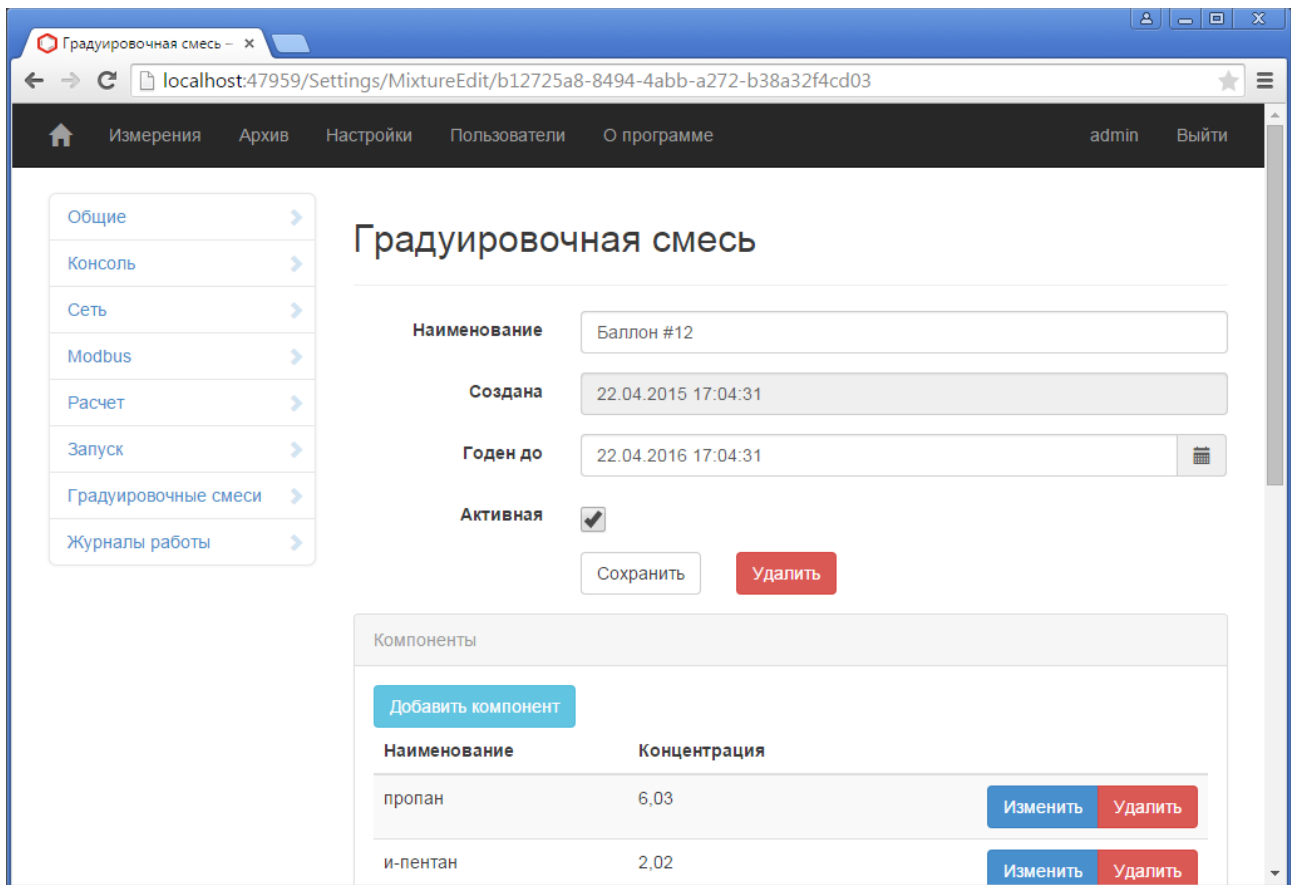 Градуировочная смесь –
localhost:47959/Settings/MixtureEdit/b12725a8-8494-4abb-a272-b38a32f4cd03
Измерения Архив Настройки Пользователи О программе admin Выйти
Общие
Консоль
Сеть
Modbus
Расчет
Запуск
Градуировочные смеси
Журналы работы
Градуировочная смесь
Наименование Баллон #12
Создана 22.04.2015 17:04:31
Годен до 22.04.2016 17:04:31
Активная
Сохранить Удалить
Компоненты
Добавить компонент
Наименование Концентрация
пропан 6,03 Изменить Удалить
и-пентан 2,02 Изменить Удалить